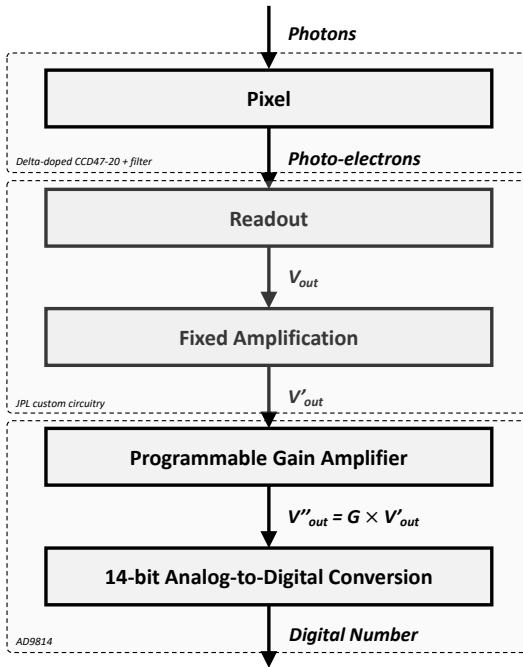 Photons
Pixel
Delta-doped CCD47-20 + filter
Photo-electrons
Readout
Vout
Fixed Amplification
JPL custom circuitry
V'out
Programmable Gain Amplifier
V''out = G × V'out
14-bit Analog-to-Digital Conversion
AD9814
Digital Number